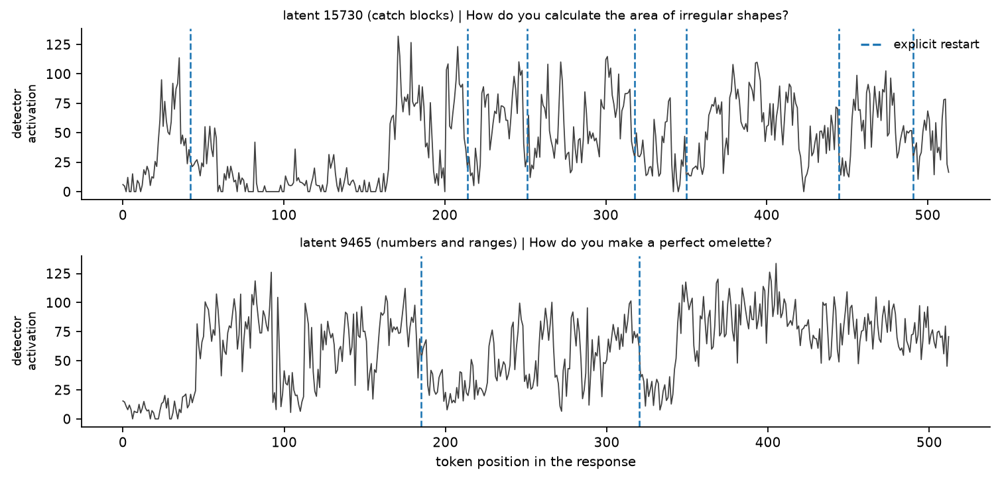 latent 15730 (catch blocks) | How do you calculate the area of irregular shapes?
detector
activation
125
100
75
50
25
0
explicit restart
0 100 200 300 400 500
latent 9465 (numbers and ranges) | How do you make a perfect omelette?
detector
activation
125
100
75
50
25
0
0 100 200 300 400 500
token position in the response